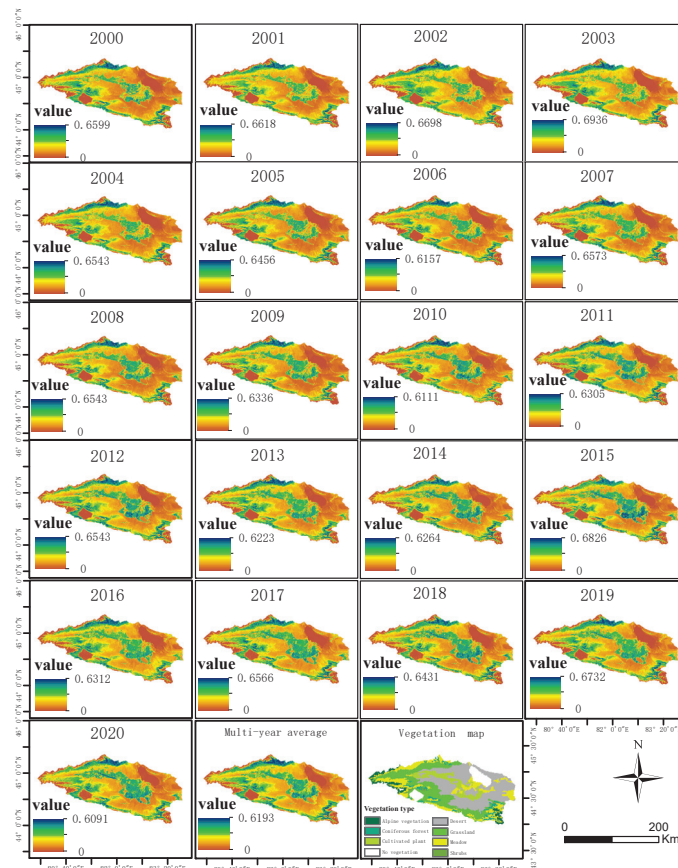 2000
2001
2002
2003
value
0.6599
0
value
0.6618
0
value
0.6698
0
value
0.6936
0
2004
2005
2006
2007
value
0.6543
0
value
0.6456
0
value
0.6157
0
value
0.6573
0
2008
2009
2010
2011
value
0.6543
0
value
0.6336
0
value
0.6111
0
value
0.6305
0
2012
2013
2014
2015
value
0.6543
0
value
0.6223
0
value
0.6264
0
value
0.6826
0
2016
2017
2018
2019
value
0.6312
0
value
0.6566
0
value
0.6431
0
value
0.6732
0
2020
Multi-year average
Vegetation map
value
0.6091
0
value
0.6193
0
Vegetation type
Alpine vegetation
Coniferous forest
Cultivated plant
No vegetation
Desert
Grassland
Meadow
Shrubs
80° 40′0″E
82° 0′0″E
83° 20′0″E
N
0
200
Km